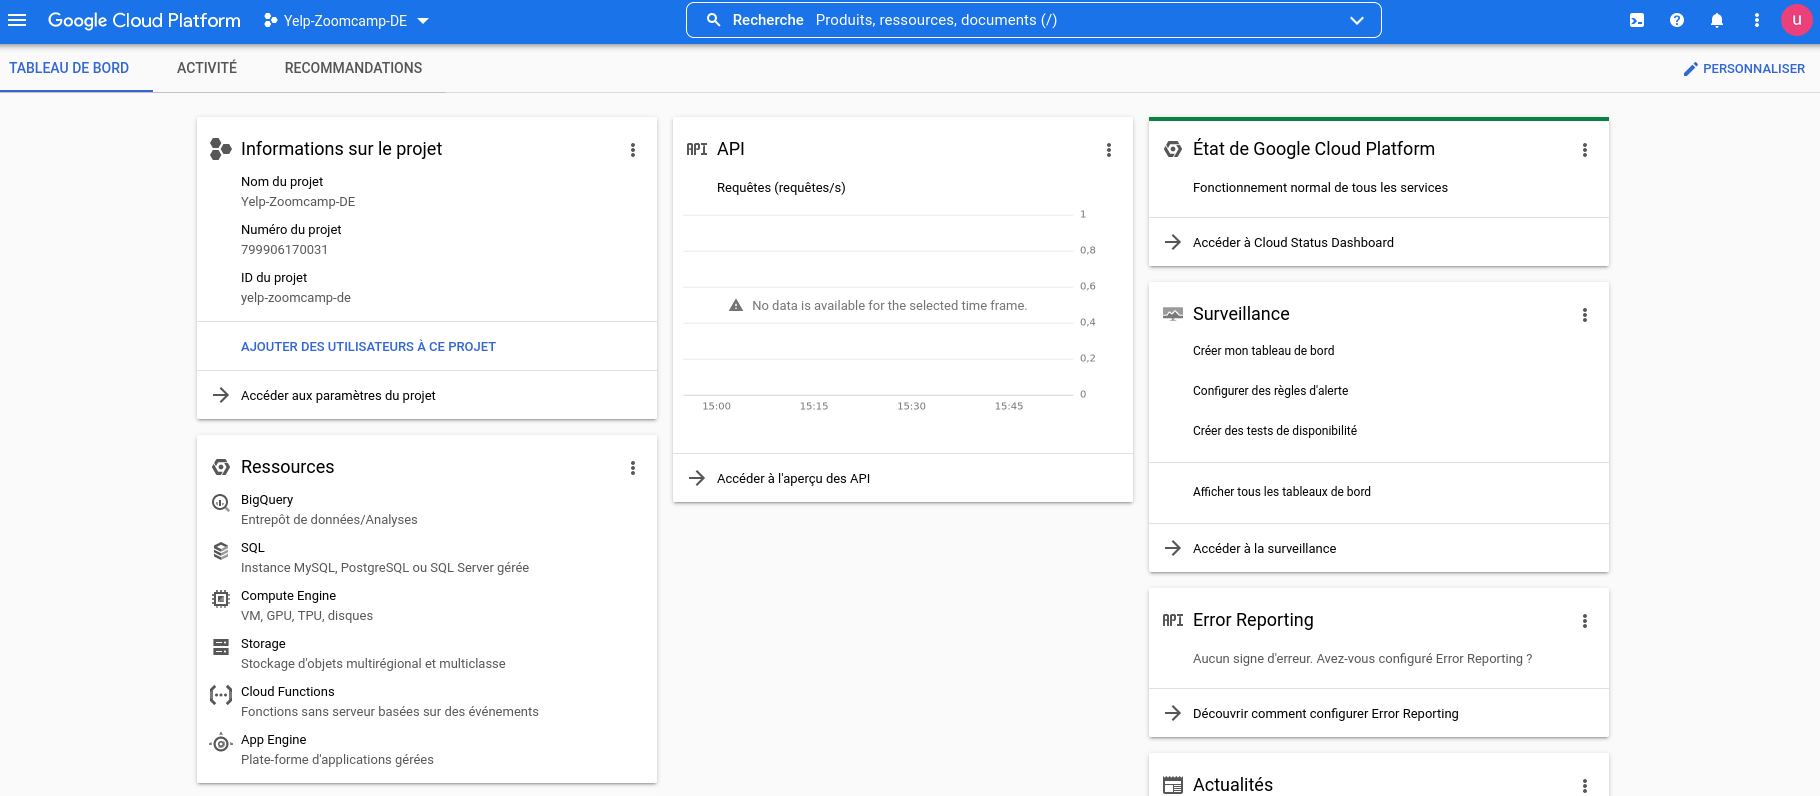 Google Cloud Platform
Yelp-Zoomcamp-DE
Recherche Produits, ressources, documents (/)
u
TABLEAU DE BORD
ACTIVITÉ
RECOMMANDATIONS
PERSONNALISER
Informations sur le projet
Nom du projet
Yelp-Zoomcamp-DE
Numéro du projet
799906170031
ID du projet
yelp-zoomcamp-de
AJOUTER DES UTILISATEURS À CE PROJET
Accéder aux paramètres du projet
Ressources
BigQuery
Entrepôt de données/Analyses
SQL
Instance MySQL, PostgreSQL ou SQL Server gérée
Compute Engine
VM, GPU, TPU, disques
Storage
Stockage d'objets multirégional et multiclasse
Cloud Functions
Fonctions sans serveur basées sur des événements
App Engine
Plate-forme d'applications gérées
API API
Requêtes (requêtes/s)
1
0,8
0,6
No data is available for the selected time frame.
0,4
0,2
0
15:00 15:15 15:30 15:45
Accéder à l'aperçu des API
État de Google Cloud Platform
Fonctionnement normal de tous les services
Accéder à Cloud Status Dashboard
Surveillance
Créer mon tableau de bord
Configurer des règles d'alerte
Créer des tests de disponibilité
Afficher tous les tableaux de bord
Accéder à la surveillance
API Error Reporting
Aucun signe d'erreur. Avez-vous configuré Error Reporting ?
Découvrir comment configurer Error Reporting
Actualités